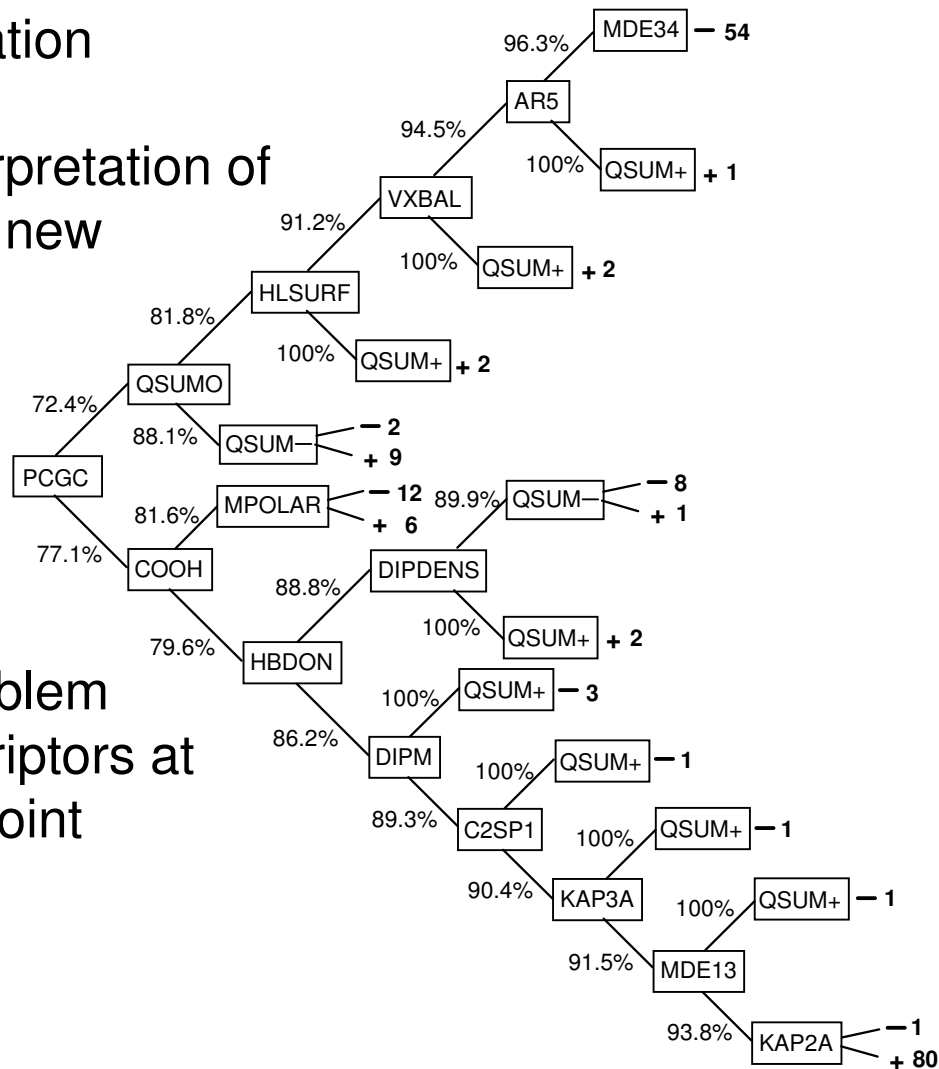 ation
rpretation of
new
blem
riptors at
oint
MDE34 − 54
96.3%
AR5
94.5%
100% QSUM+ + 1
VXBAL
91.2%
100% QSUM+ + 2
HLSURF
81.8%
100% QSUM+ + 2
QSUMO
72.4%
88.1% QSUM− − 2
+ 9
PCGC
81.6% MPOLAR − 12
+ 6
89.9% QSUM− − 8
+ 1
77.1%
COOH
88.8% DIPDENS
100% QSUM+ + 2
79.6%
HBDON
100% QSUM+ − 3
86.2%
DIPM
100% QSUM+ − 1
89.3%
C2SP1
100% QSUM+ − 1
90.4%
KAP3A
100% QSUM+ − 1
91.5%
MDE13
93.8%
KAP2A − 1
+ 80